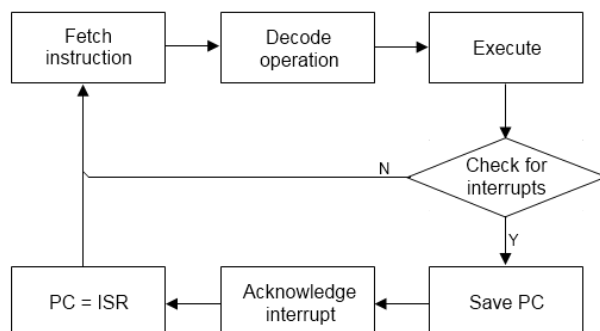 Fetch
instruction
Decode
operation
Execute
Check for
interrupts
N
Y
PC = ISR
Acknowledge
interrupt
Save PC